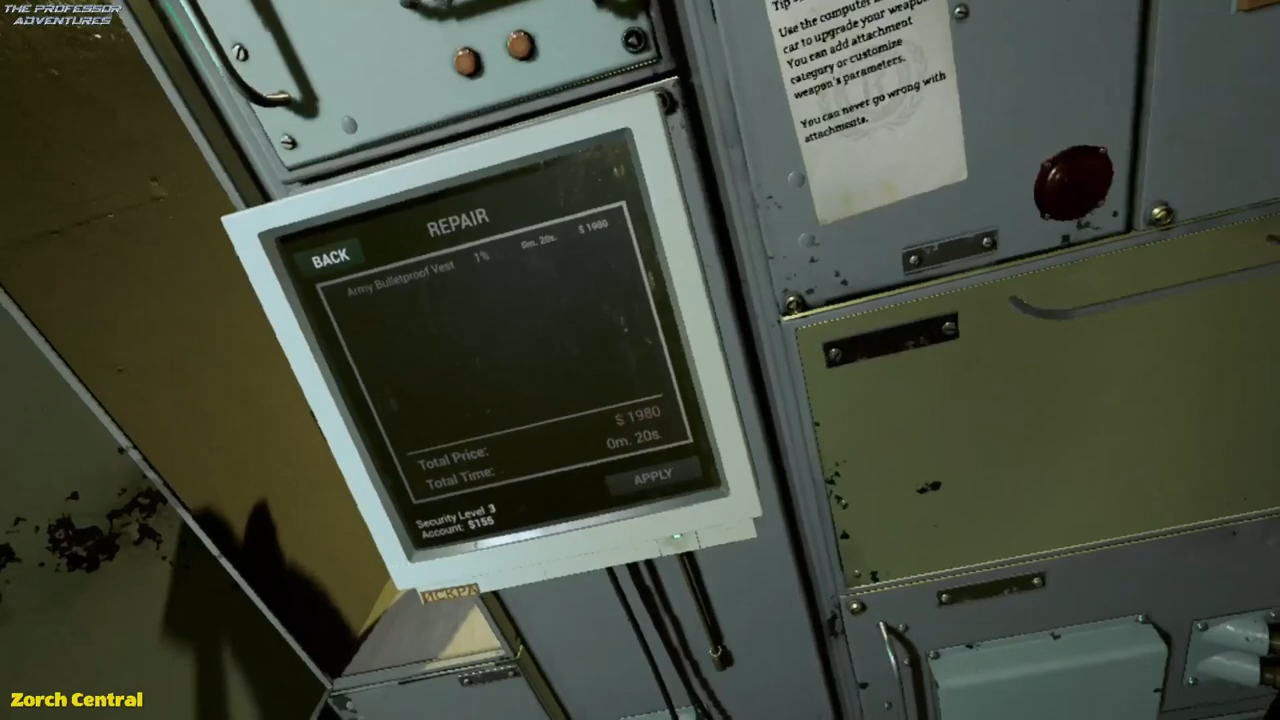 THE PROFESSOR
ADVENTURES
Use the computer
car to upgrade your weapon
You can add attachment
category or customize
weapon's parameters.
You can never go wrong with
attachments.
REPAIR
BACK
Army Bulletproof Vest 1% 0m. 20s. $ 1980
Total Price: $ 1980
Total Time: 0m. 20s.
APPLY
Security Level 3
Account: $155
ИСКРА
Zorch Central